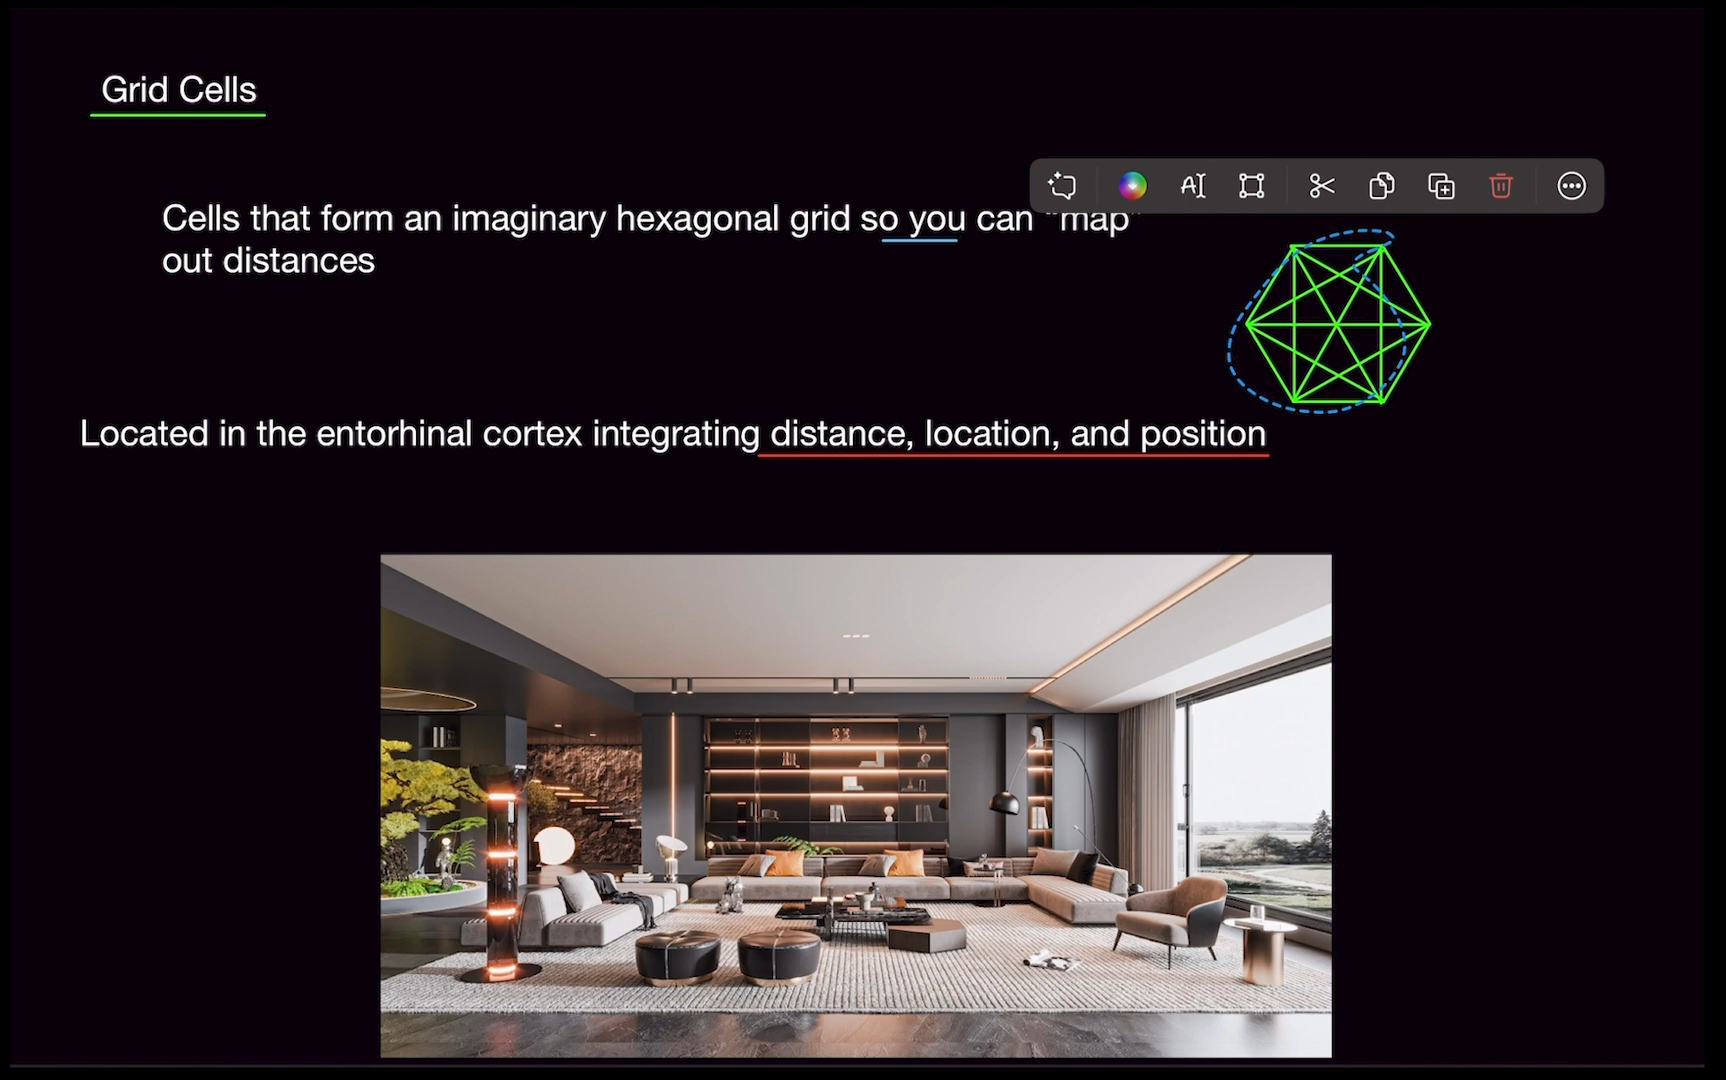 Grid Cells
Cells that form an imaginary hexagonal grid so you can "map"
out distances
Located in the entorhinal cortex integrating distance, location, and position